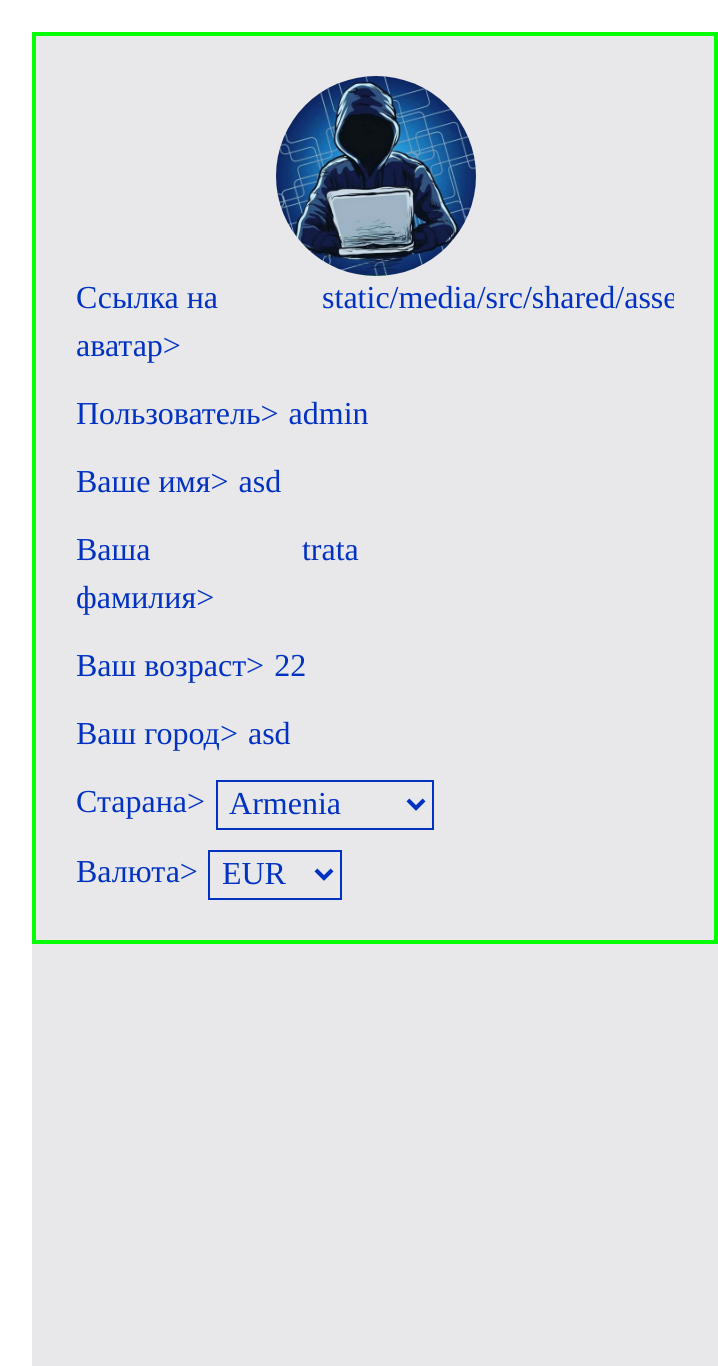 Ссылка на static/media/src/shared/asse
аватар>
Пользователь> admin
Ваше имя> asd
Ваша trata
фамилия>
Ваш возраст> 22
Ваш город> asd
Старана> Armenia
Валюта> EUR